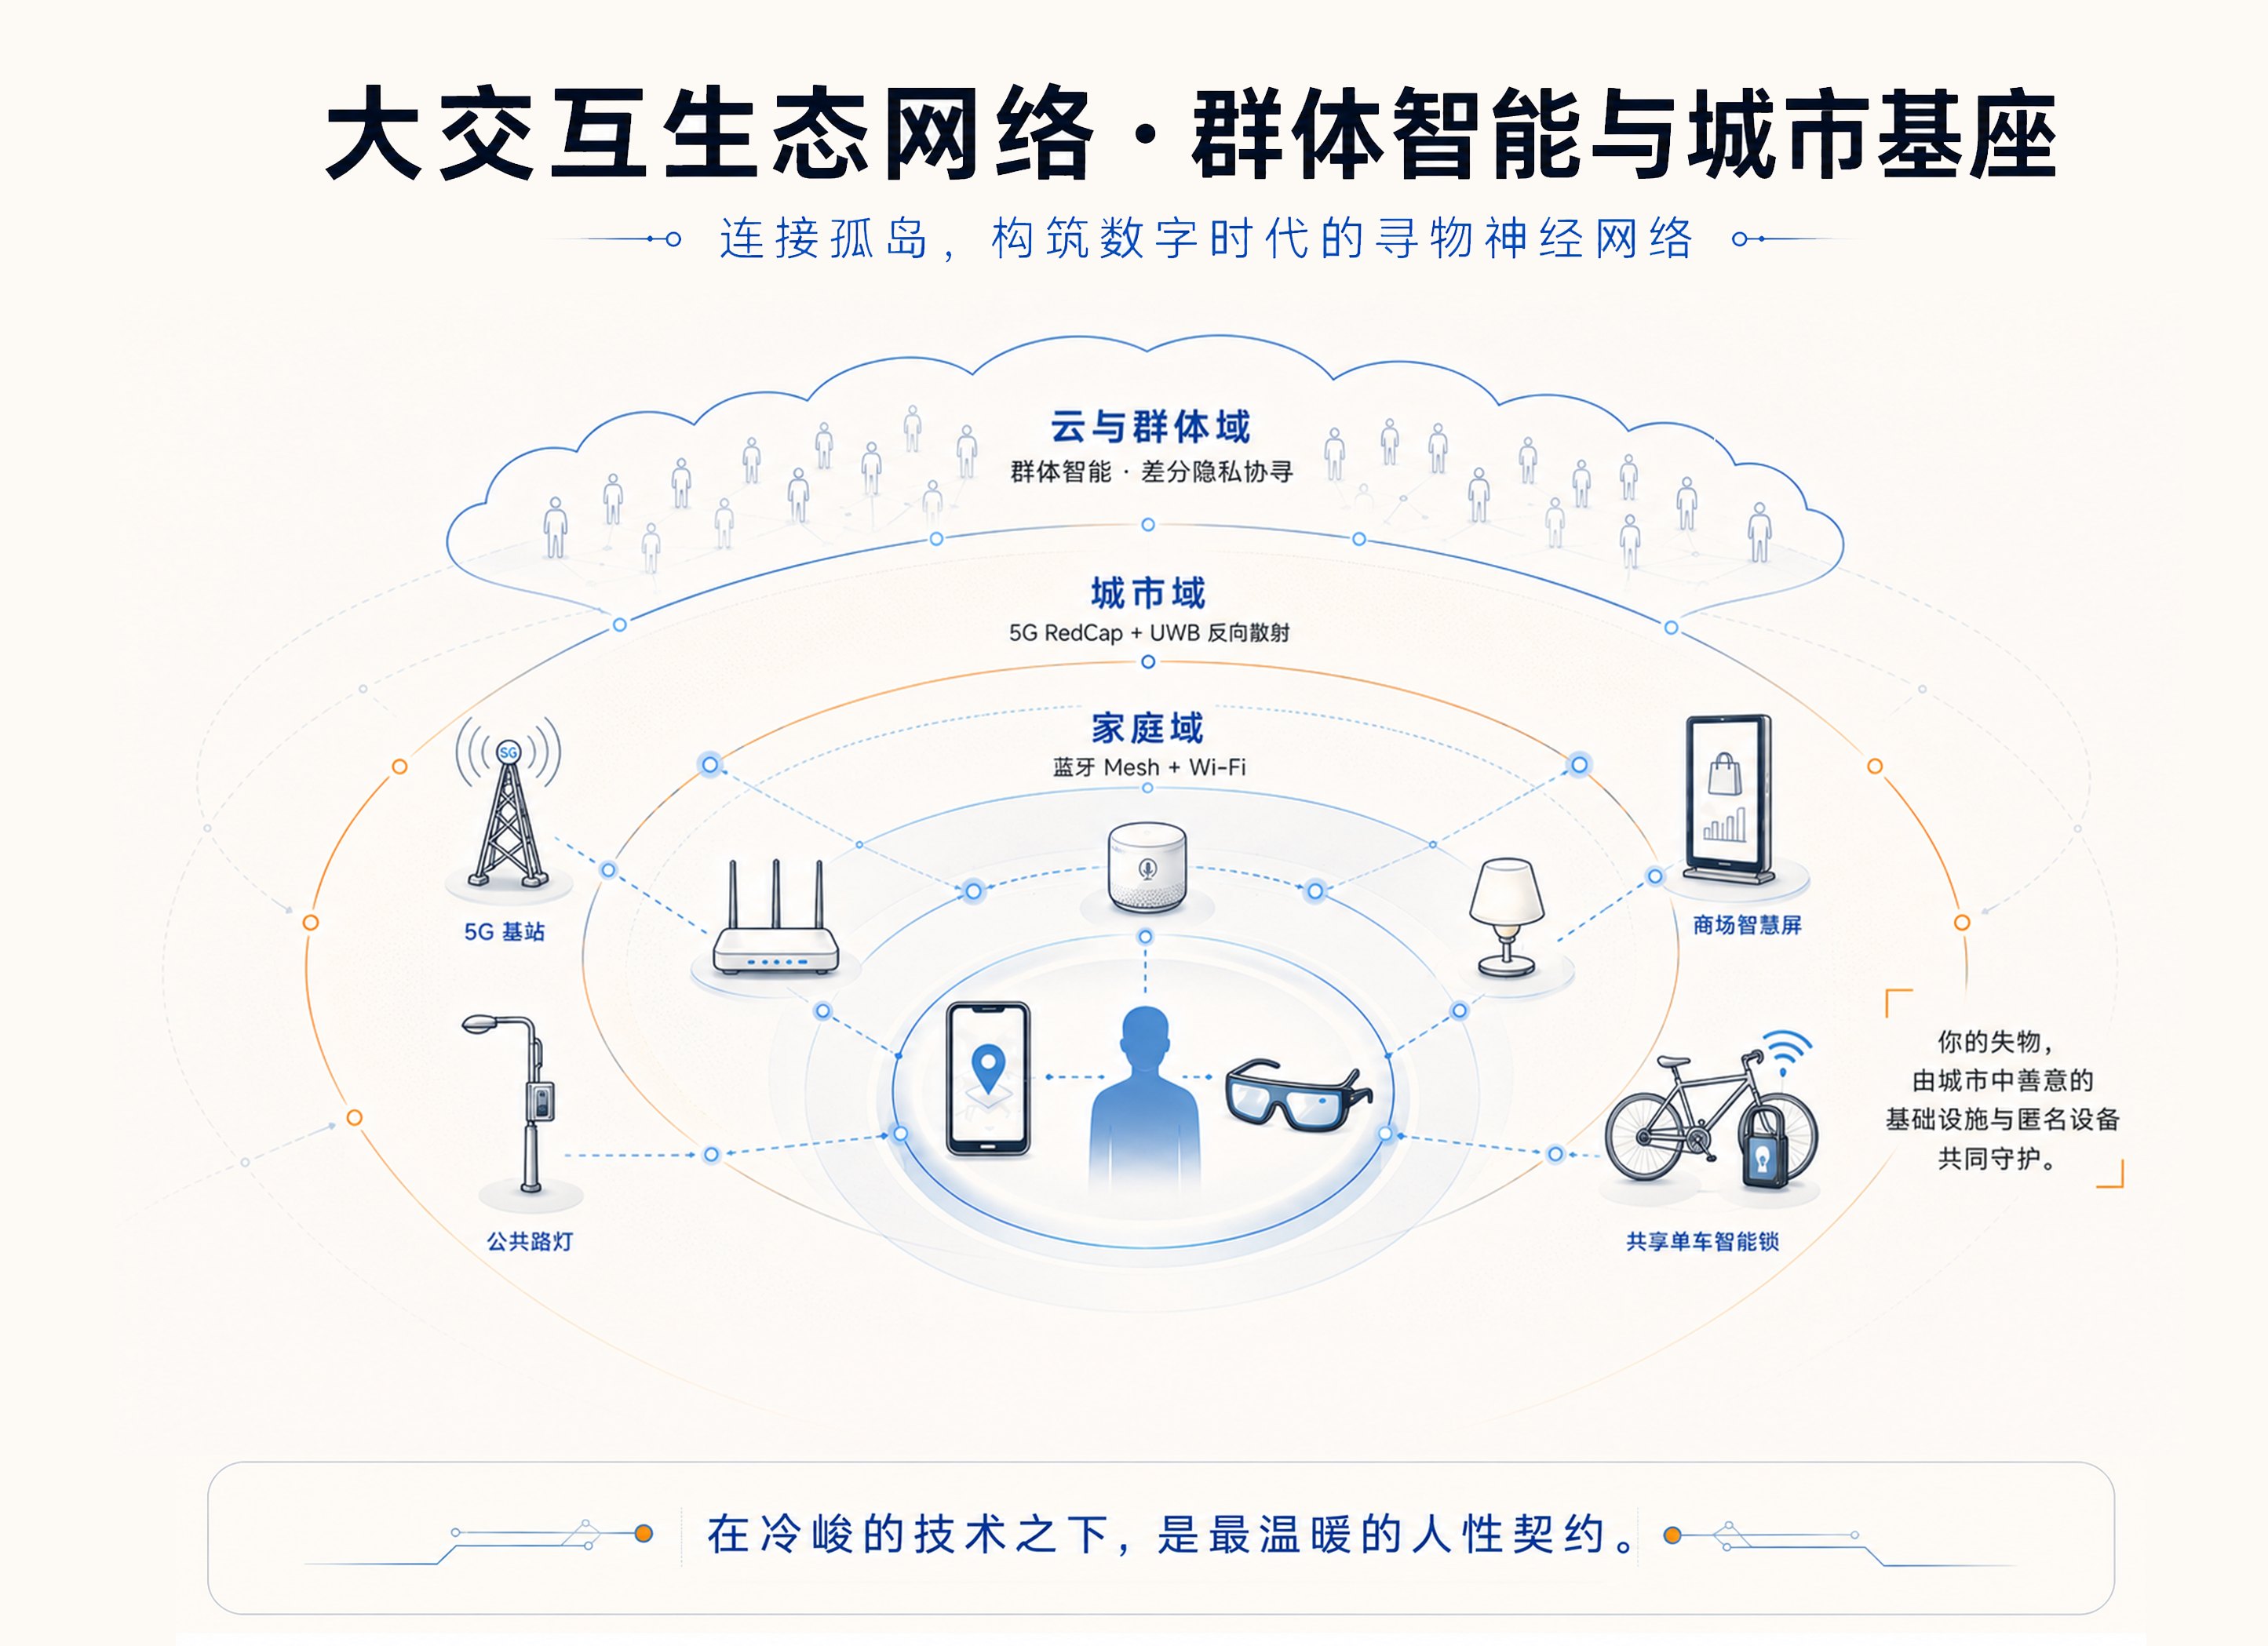 大交互生态网络·群体智能与城市基座
连接孤岛，构筑数字时代的寻物神经网络
云与群体域
群体智能·差分隐私协寻
城市域
5G RedCap + UWB 反向散射
家庭域
蓝牙 Mesh + Wi-Fi
5G
5G 基站
商场智慧屏
你的失物，
由城市中善意的
基础设施与匿名设备
共同守护。
公共路灯
共享单车智能锁
在冷峻的技术之下，是最温暖的人性契约。